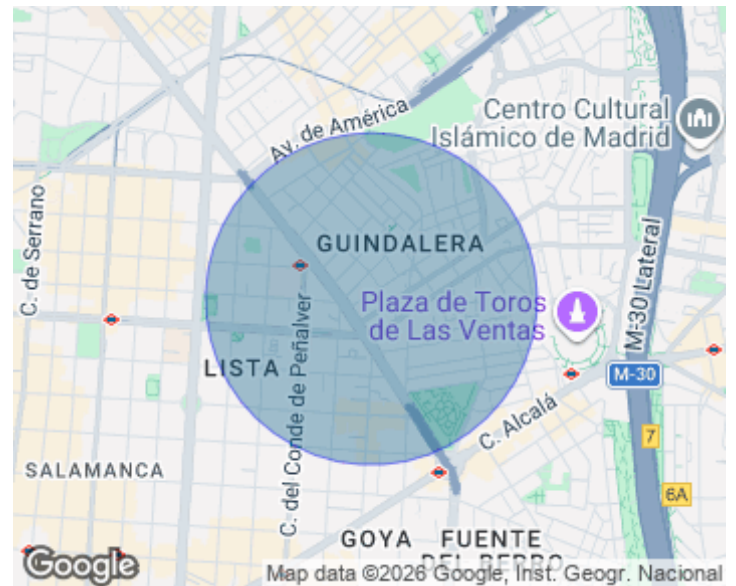 Av. de América
Centro Cultural
Islámico de Madrid
C. de Serrano
GUINDALERA
M-30 Lateral
Plaza de Toros
de Las Ventas
C. del Conde de Peñalver
LISTA
M-30
C. Alcalá
7
SALAMANCA
6A
GOYA
FUENTE
DEL BERRO
Google
Map data ©2026 Google, Inst. Geogr. Nacional